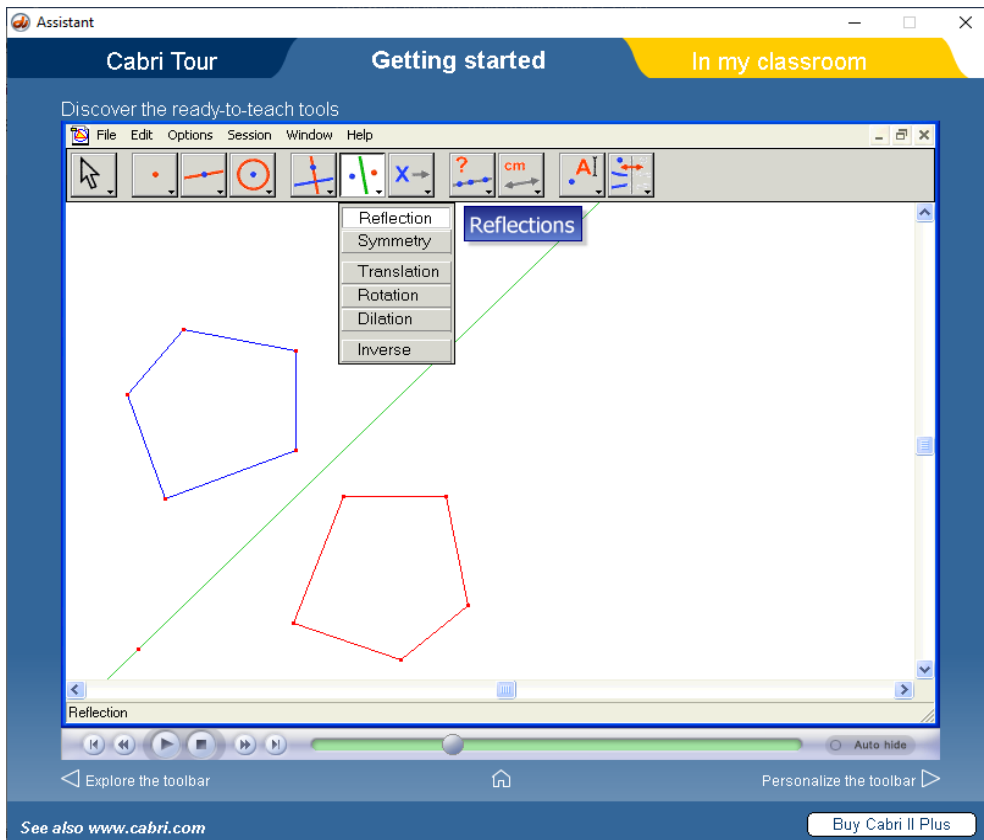 Assistant
Cabri Tour
Getting started
In my classroom
Discover the ready-to-teach tools
File Edit Options Session Window Help
X
?
cm
A
Reflection
Reflections
Symmetry
Translation
Rotation
Dilation
Inverse
Reflection
Auto hide
Explore the toolbar
Personalize the toolbar
See also www.cabri.com
Buy Cabri II Plus